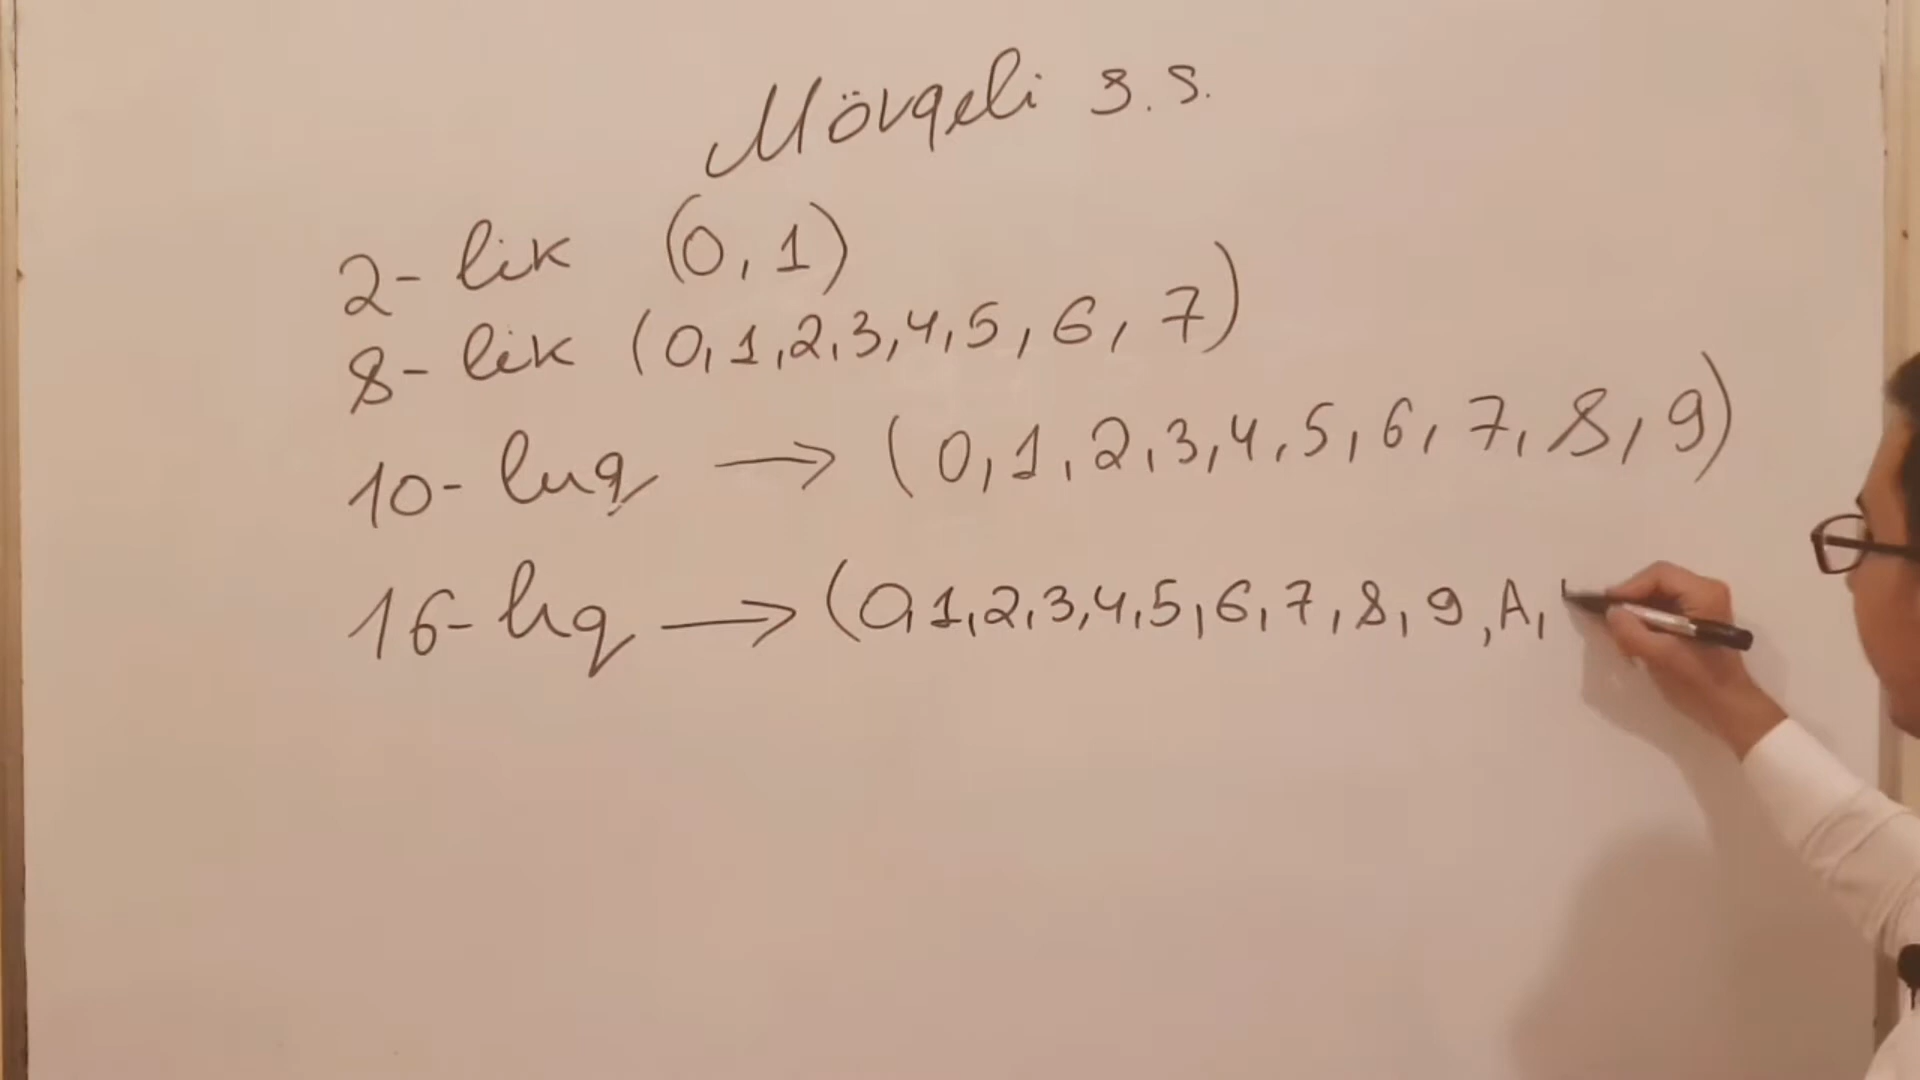 Mövqeli s.s.
2-lik (0,1)
8-lik (0,1,2,3,4,5,6,7)
10-luq → (0,1,2,3,4,5,6,7,8,9)
16-lıq → (0,1,2,3,4,5,6,7,8,9,A,